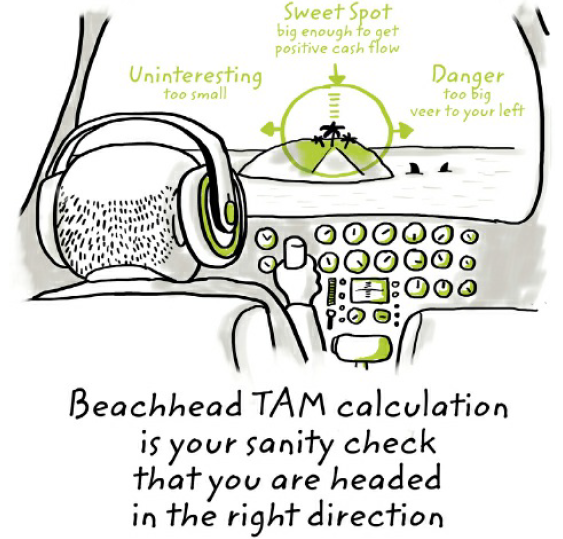 Sweet Spot
big enough to get
positive cash flow
Uninteresting
too small
Danger
too big
veer to your left
Beachhead TAM calculation
is your sanity check
that you are headed
in the right direction